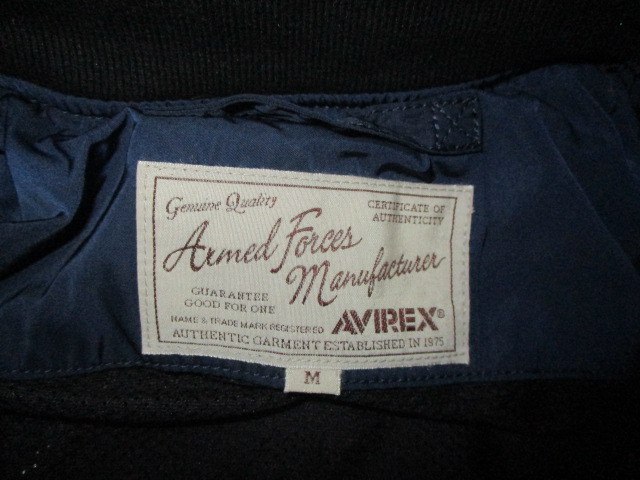 Genuine Quality
CERTIFICATE OF
AUTHENTICITY
Armed Forces
Manufacturer
GUARANTEE
GOOD FOR ONE
NAME & TRADE MARK REGISTERED
AVIREX®
AUTHENTIC GARMENT ESTABLISHED IN 1975
M